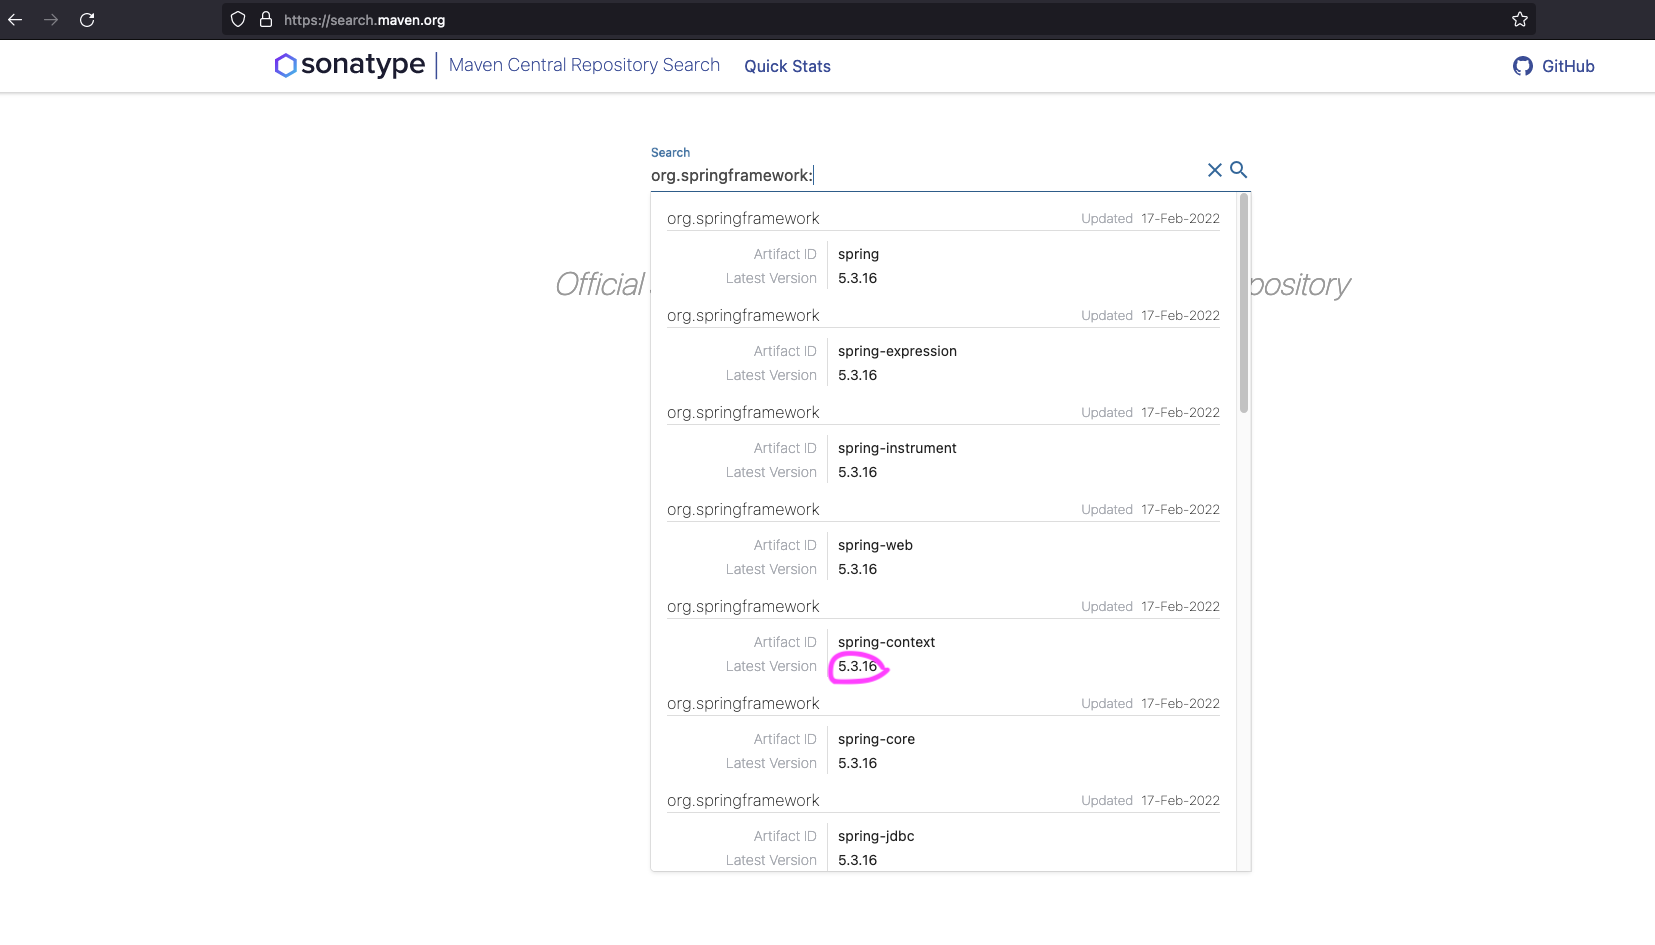 https://search.maven.org
sonatype | Maven Central Repository Search Quick Stats GitHub
Search
org.springframework:
org.springframework Updated 17-Feb-2022
Artifact ID spring
Latest Version 5.3.16
Official pository
org.springframework Updated 17-Feb-2022
Artifact ID spring-expression
Latest Version 5.3.16
org.springframework Updated 17-Feb-2022
Artifact ID spring-instrument
Latest Version 5.3.16
org.springframework Updated 17-Feb-2022
Artifact ID spring-web
Latest Version 5.3.16
org.springframework Updated 17-Feb-2022
Artifact ID spring-context
Latest Version 5.3.16
org.springframework Updated 17-Feb-2022
Artifact ID spring-core
Latest Version 5.3.16
org.springframework Updated 17-Feb-2022
Artifact ID spring-jdbc
Latest Version 5.3.16